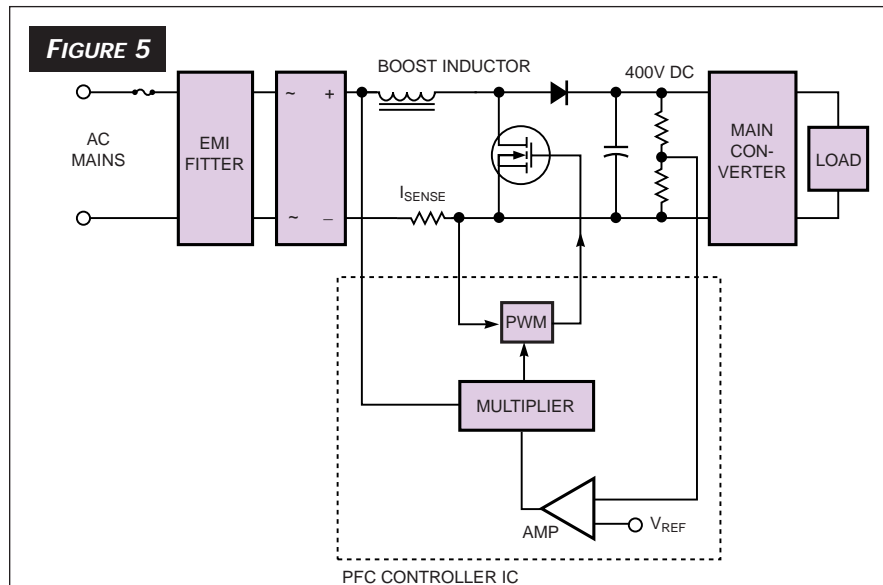 FIGURE 5
BOOST INDUCTOR
400V DC
AC
MAINS
EMI
FITTER
~ +
~ –
ISENSE
MAIN
CON-
VERTER
LOAD
PWM
MULTIPLIER
AMP
VREF
PFC CONTROLLER IC